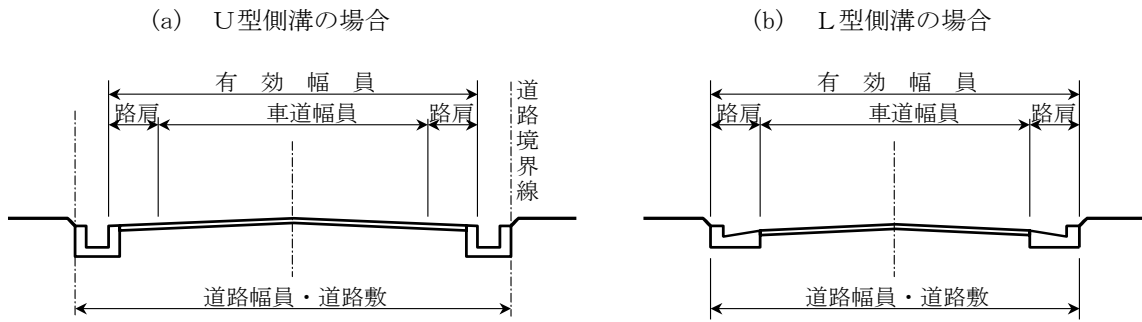 (a) U型側溝の場合
有効幅員
路肩 車道幅員 路肩
道路境界線
道路幅員・道路敷
(b) L型側溝の場合
有効幅員
路肩 車道幅員 路肩
道路幅員・道路敷